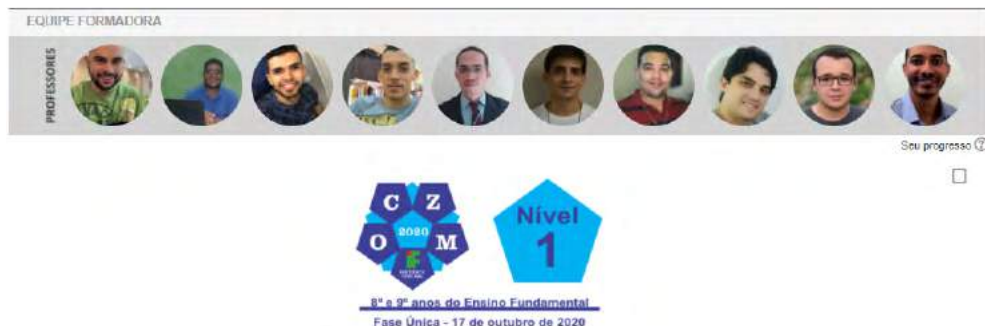 EQUIPE FORMADORA
PROFESSORES
Seu progresso
C Z
2020
O M
Nível
1
8º e 9º anos do Ensino Fundamental
Fase Única - 17 de outubro de 2020